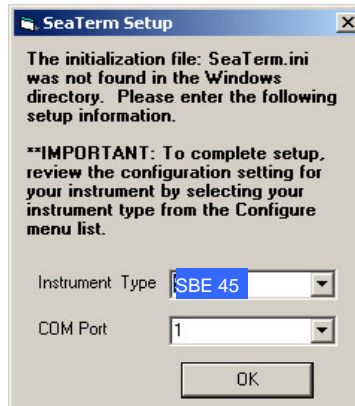 SeaTerm Setup
The initialization file: SeaTerm.ini
was not found in the Windows
directory. Please enter the following
setup information.
**IMPORTANT: To complete setup,
review the configuration setting for
your instrument by selecting your
instrument type from the Configure
menu list.
Instrument Type SBE 45
COM Port 1
OK